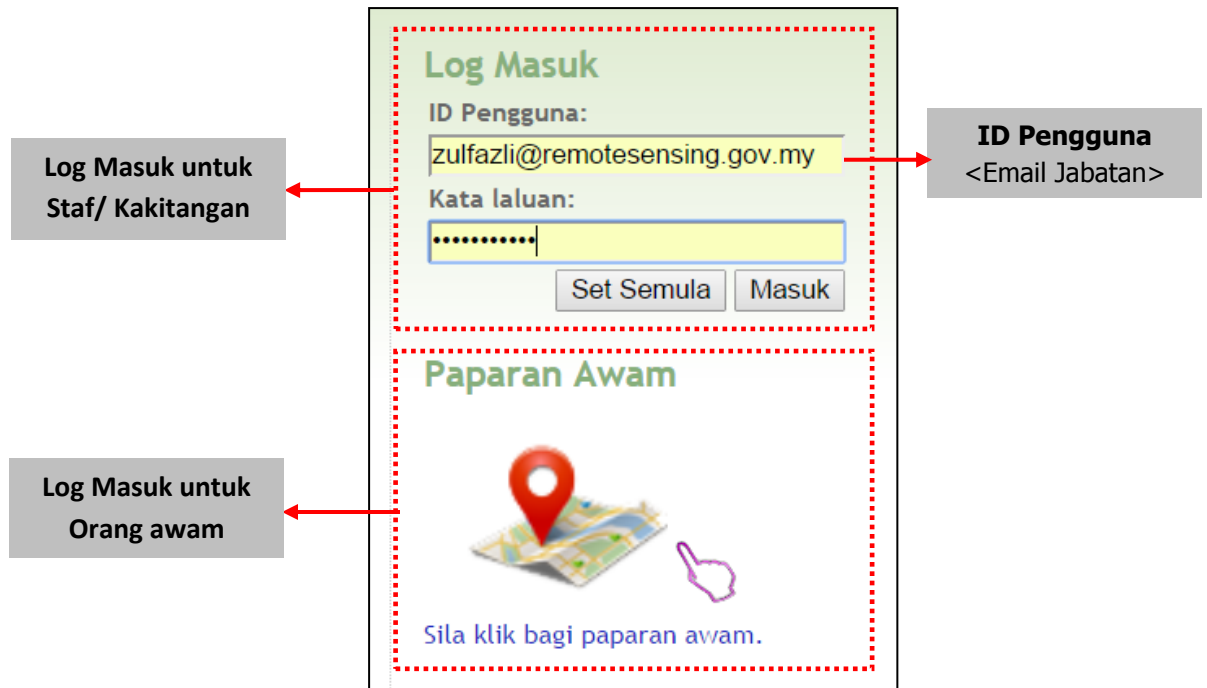 Log Masuk
ID Pengguna:
zulfazli@remotesensing.gov.my
Kata laluan:
•••••••••••
Set Semula
Masuk
Paparan Awam
Sila klik bagi paparan awam.
Log Masuk untuk
Staf/ Kakitangan
ID Pengguna
<Email Jabatan>
Log Masuk untuk
Orang awam